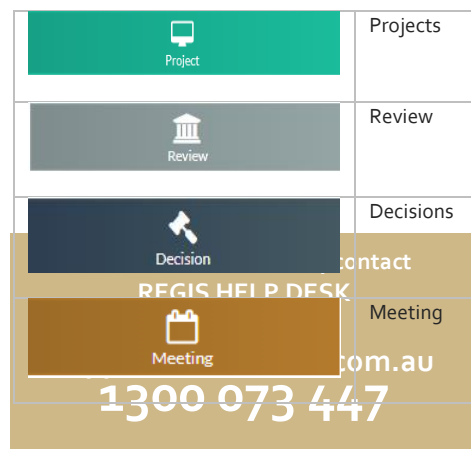 Project
Projects
Review
Review
Decision
Decisions
contact
REGIS HELP DESK
Meeting
Meeting
com.au
1300 073 447